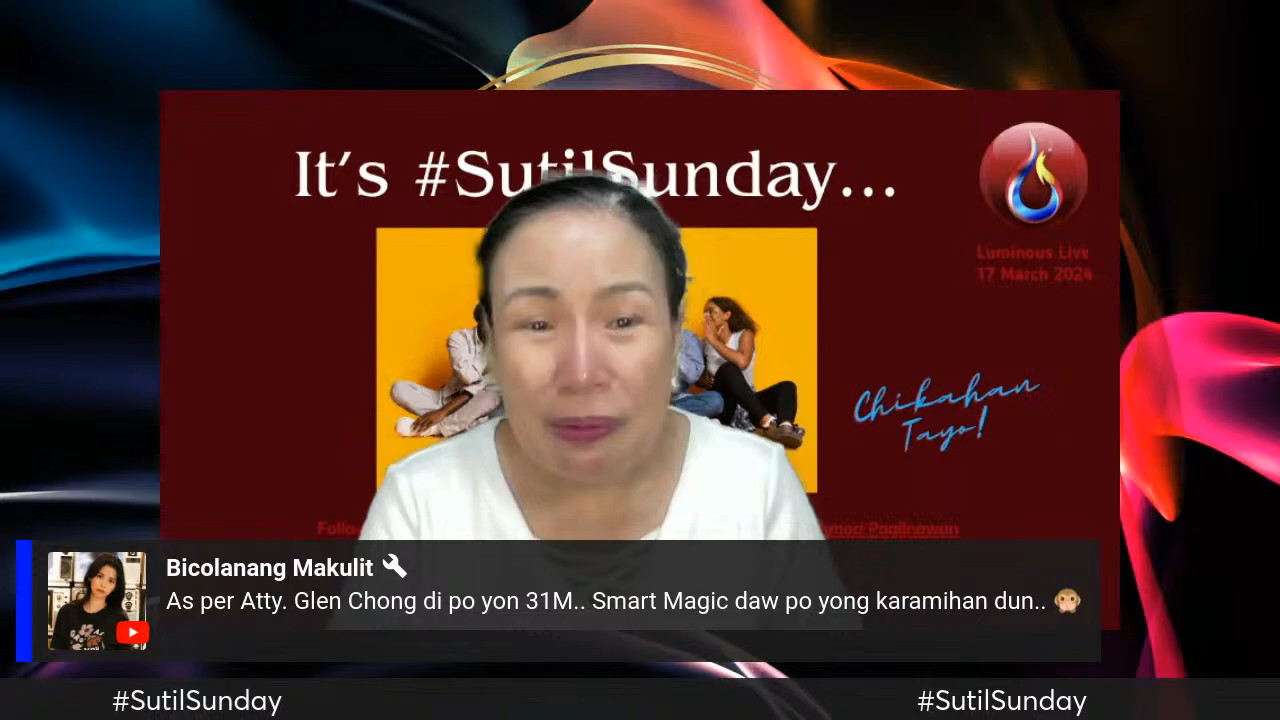 It's #SutilSunday...
Luminous Live
17 March 2024
Chikahan
Tayo!
Bicolanang Makulit
As per Atty. Glen Chong di po yon 31M.. Smart Magic daw po yong karamihan dun.. 🙊
#SutilSunday #SutilSunday